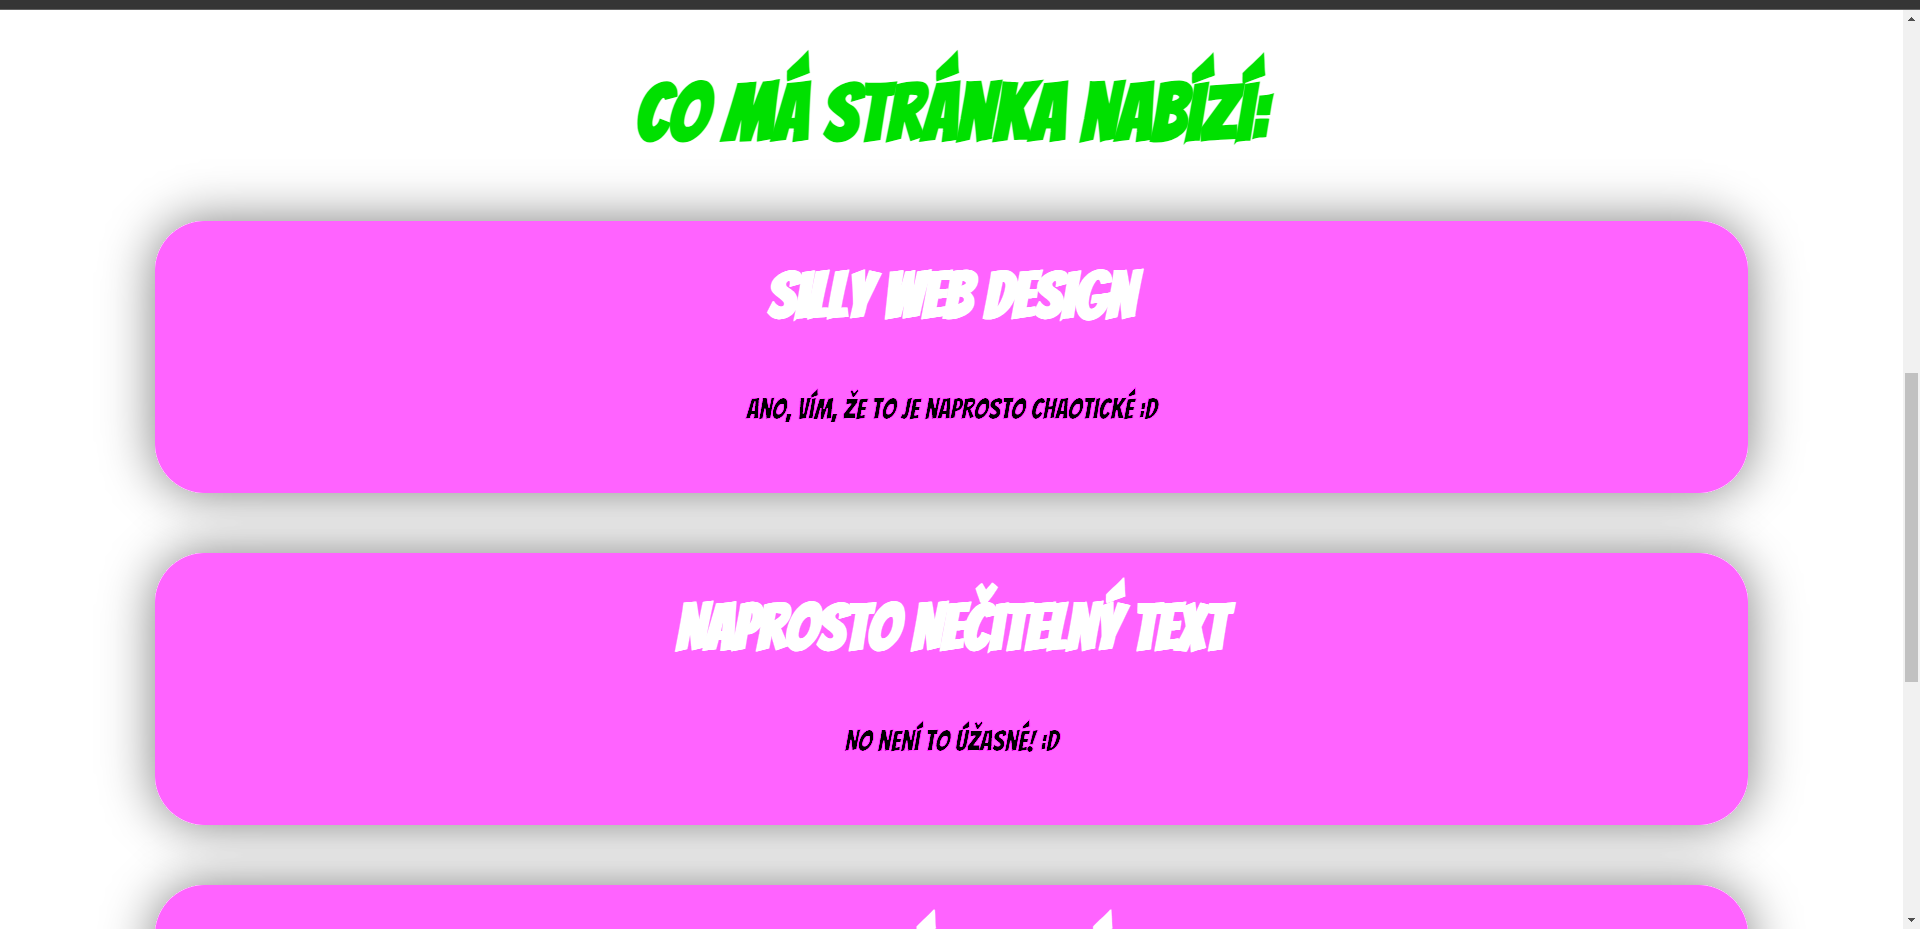 CO MÁ STRÁNKA NABÍZÍ:
SILLY WEB DESIGN
ANO, VÍM, ŽE TO JE NAPROSTO CHAOTICKÉ :D
NAPROSTO NEČITELNÝ TEXT
NO NENÍ TO ÚŽASNÉ! :D